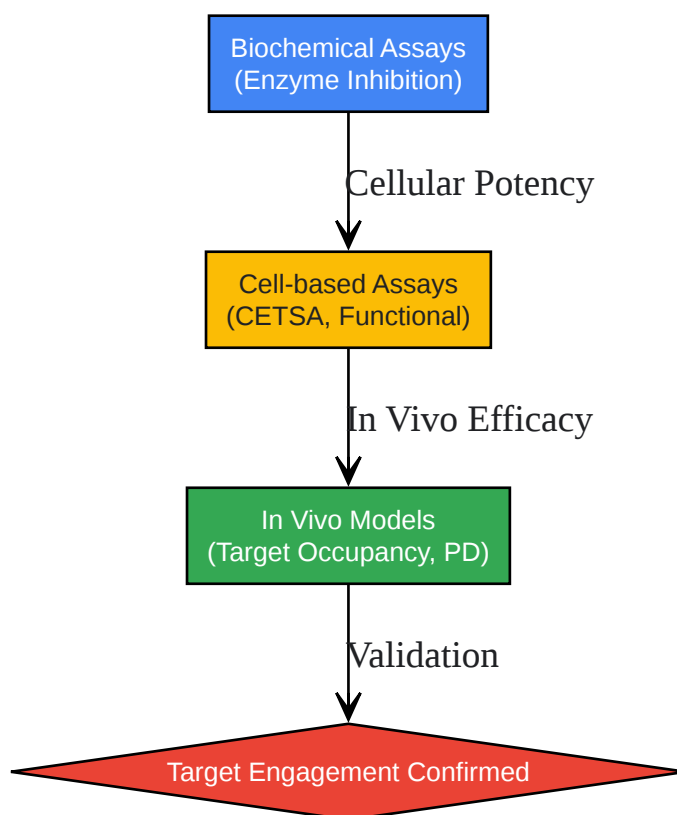 Biochemical Assays
(Enzyme Inhibition)
Cellular Potency
Cell-based Assays
(CETSA, Functional)
In Vivo Efficacy
In Vivo Models
(Target Occupancy, PD)
Validation
Target Engagement Confirmed